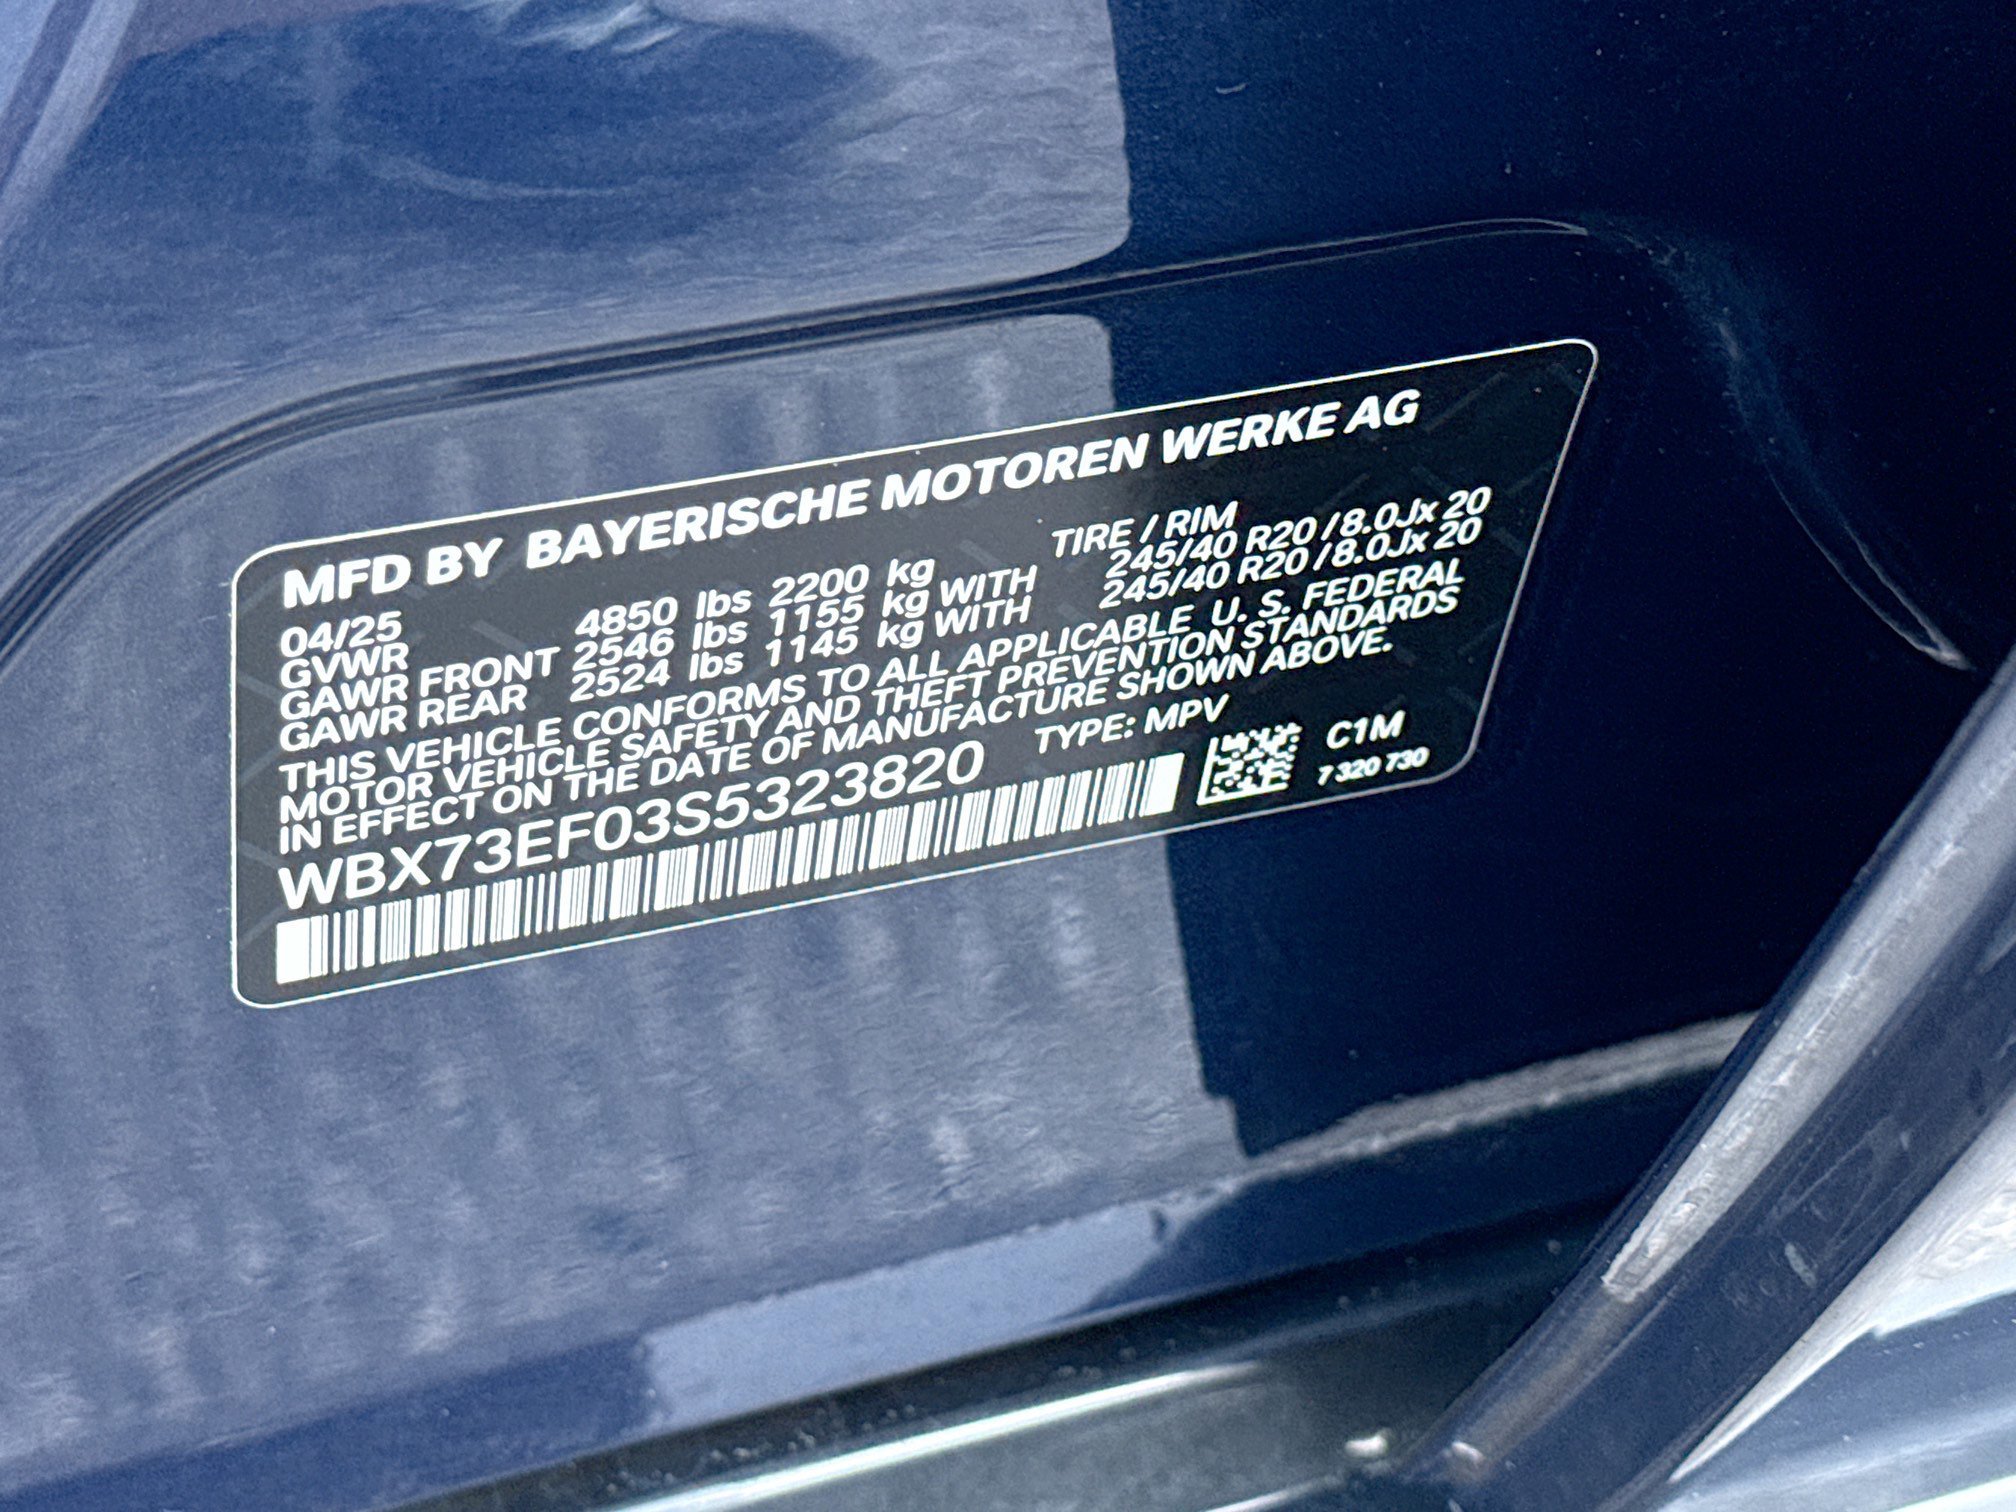 MFD BY BAYERISCHE MOTOREN WERKE AG
04/25 TIRE / RIM
GVWR 4850 lbs 2200 kg
GAWR FRONT 2546 lbs 1155 kg WITH 245/40 R20 / 8.0Jx 20
GAWR REAR 2524 lbs 1145 kg WITH 245/40 R20 / 8.0Jx 20
THIS VEHICLE CONFORMS TO ALL APPLICABLE U. S. FEDERAL
MOTOR VEHICLE SAFETY AND THEFT PREVENTION STANDARDS
IN EFFECT ON THE DATE OF MANUFACTURE SHOWN ABOVE.
WBX73EF03S5323820 TYPE: MPV
C1M
7 320 730